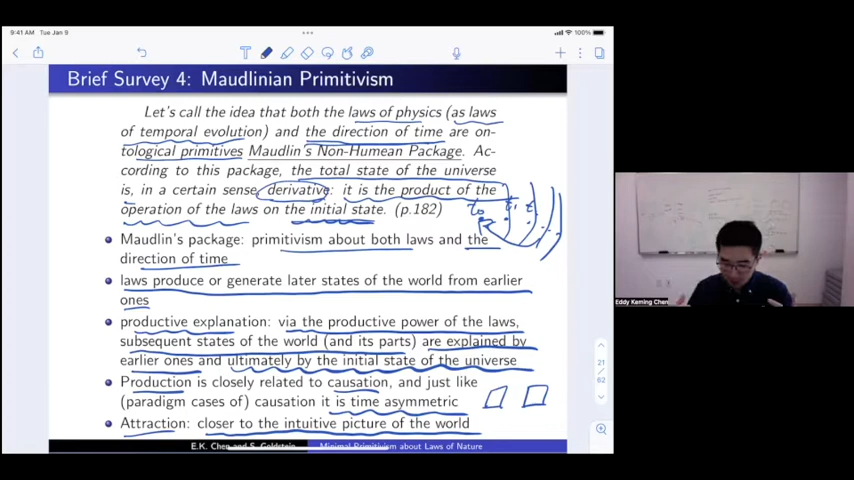 9:41 AM Tue Jan 9
100%
T
Brief Survey 4: Maudlinian Primitivism
Let's call the idea that both the laws of physics (as laws
of temporal evolution) and the direction of time are on-
tological primitives Maudlin's Non-Humean Package. Ac-
cording to this package, the total state of the universe
is, in a certain sense, derivative: it is the product of the
operation of the laws on the initial state. (p.182)
t₀ t₁ t
Maudlin's package: primitivism about both laws and the
direction of time
laws produce or generate later states of the world from earlier
ones
productive explanation: via the productive power of the laws,
subsequent states of the world (and its parts) are explained by
earlier ones and ultimately by the initial state of the universe
Production is closely related to causation, and just like
(paradigm cases of) causation it is time asymmetric
Attraction: closer to the intuitive picture of the world
E.K. Chen and S. Goldstein
Minimal Primitivism about Laws of Nature
21
/
62
Eddy Keming Chen